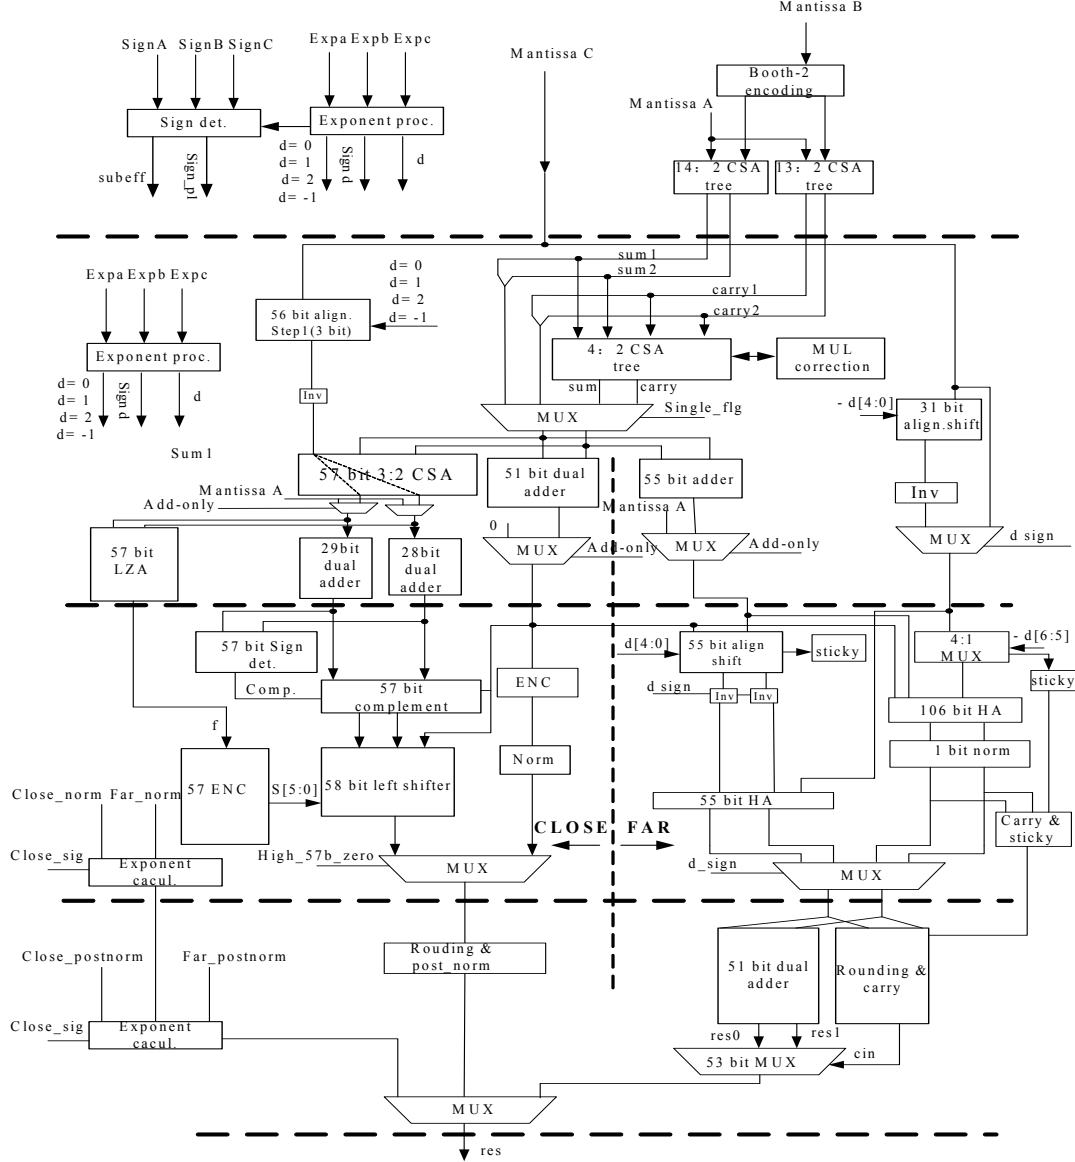 Mantissa B
SignA SignB SignC
Expa Expb Expc
Mantissa C
Booth-2
encoding
Mantissa A
Sign det.
Exponent proc.
subeff
Sign_pl
d= 0
d= 1
d= 2
d= -1
Sign d
d
14: 2 CSA
tree
13: 2 CSA
tree
sum1
sum2
carry1
carry2
Expa Expb Expc
d= 0
d= 1
d= 2
d= -1
56 bit align.
Step1(3 bit)
Exponent proc.
d= 0
d= 1
d= 2
d= -1
Sign d
d
4: 2 CSA
tree
MUL
correction
sum
carry
Inv
MUX
Single_flg
- d[4:0]
31 bit
align.shift
Sum1
57 bit 3:2 CSA
51 bit dual
adder
55 bit adder
Inv
Mantissa A
Add-only
0
Mantissa A
57 bit
LZA
29bit
dual
adder
28bit
dual
adder
MUX
Add-only
MUX
Add-only
MUX
d sign
57 bit Sign
det.
Comp.
57 bit
complement
ENC
d[4:0]
55 bit align
shift
sticky
4:1
MUX
- d[6:5]
sticky
d sign
Inv
Inv
106 bit HA
f
1 bit norm
57 ENC
S[5:0]
58 bit left shifter
Norm
Close_norm
Far_norm
55 bit HA
Carry &
sticky
CLOSE
FAR
Close_sig
Exponent
cacul.
High_57b_zero
MUX
d_sign
MUX
Close_postnorm
Far_postnorm
Rouding &
post_norm
51 bit dual
adder
Rounding &
carry
Close_sig
Exponent
cacul.
res0
res1
cin
53 bit MUX
MUX
res